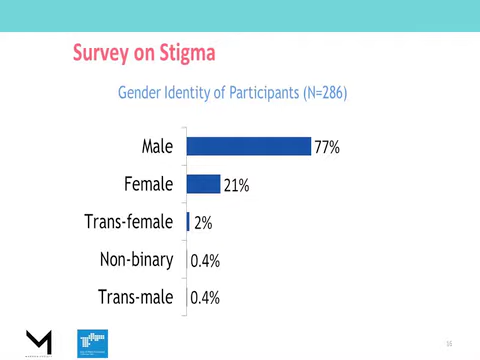 Survey on Stigma
Gender Identity of Participants (N=286)
Male 77%
Female 21%
Trans-female 2%
Non-binary 0.4%
Trans-male 0.4%